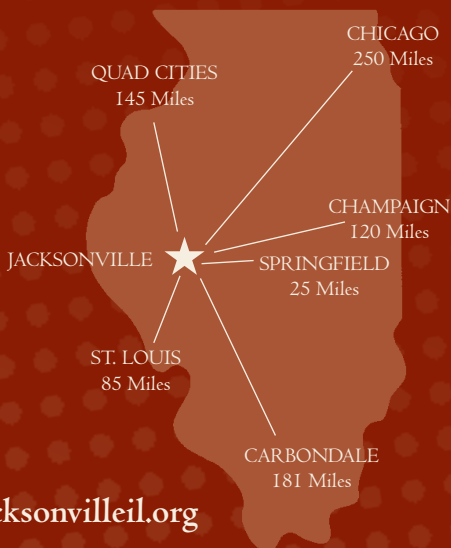 CHICAGO
250 Miles
QUAD CITIES
145 Miles
CHAMPAIGN
120 Miles
JACKSONVILLE
SPRINGFIELD
25 Miles
ST. LOUIS
85 Miles
CARBONDALE
181 Miles
cksonvilleil.org